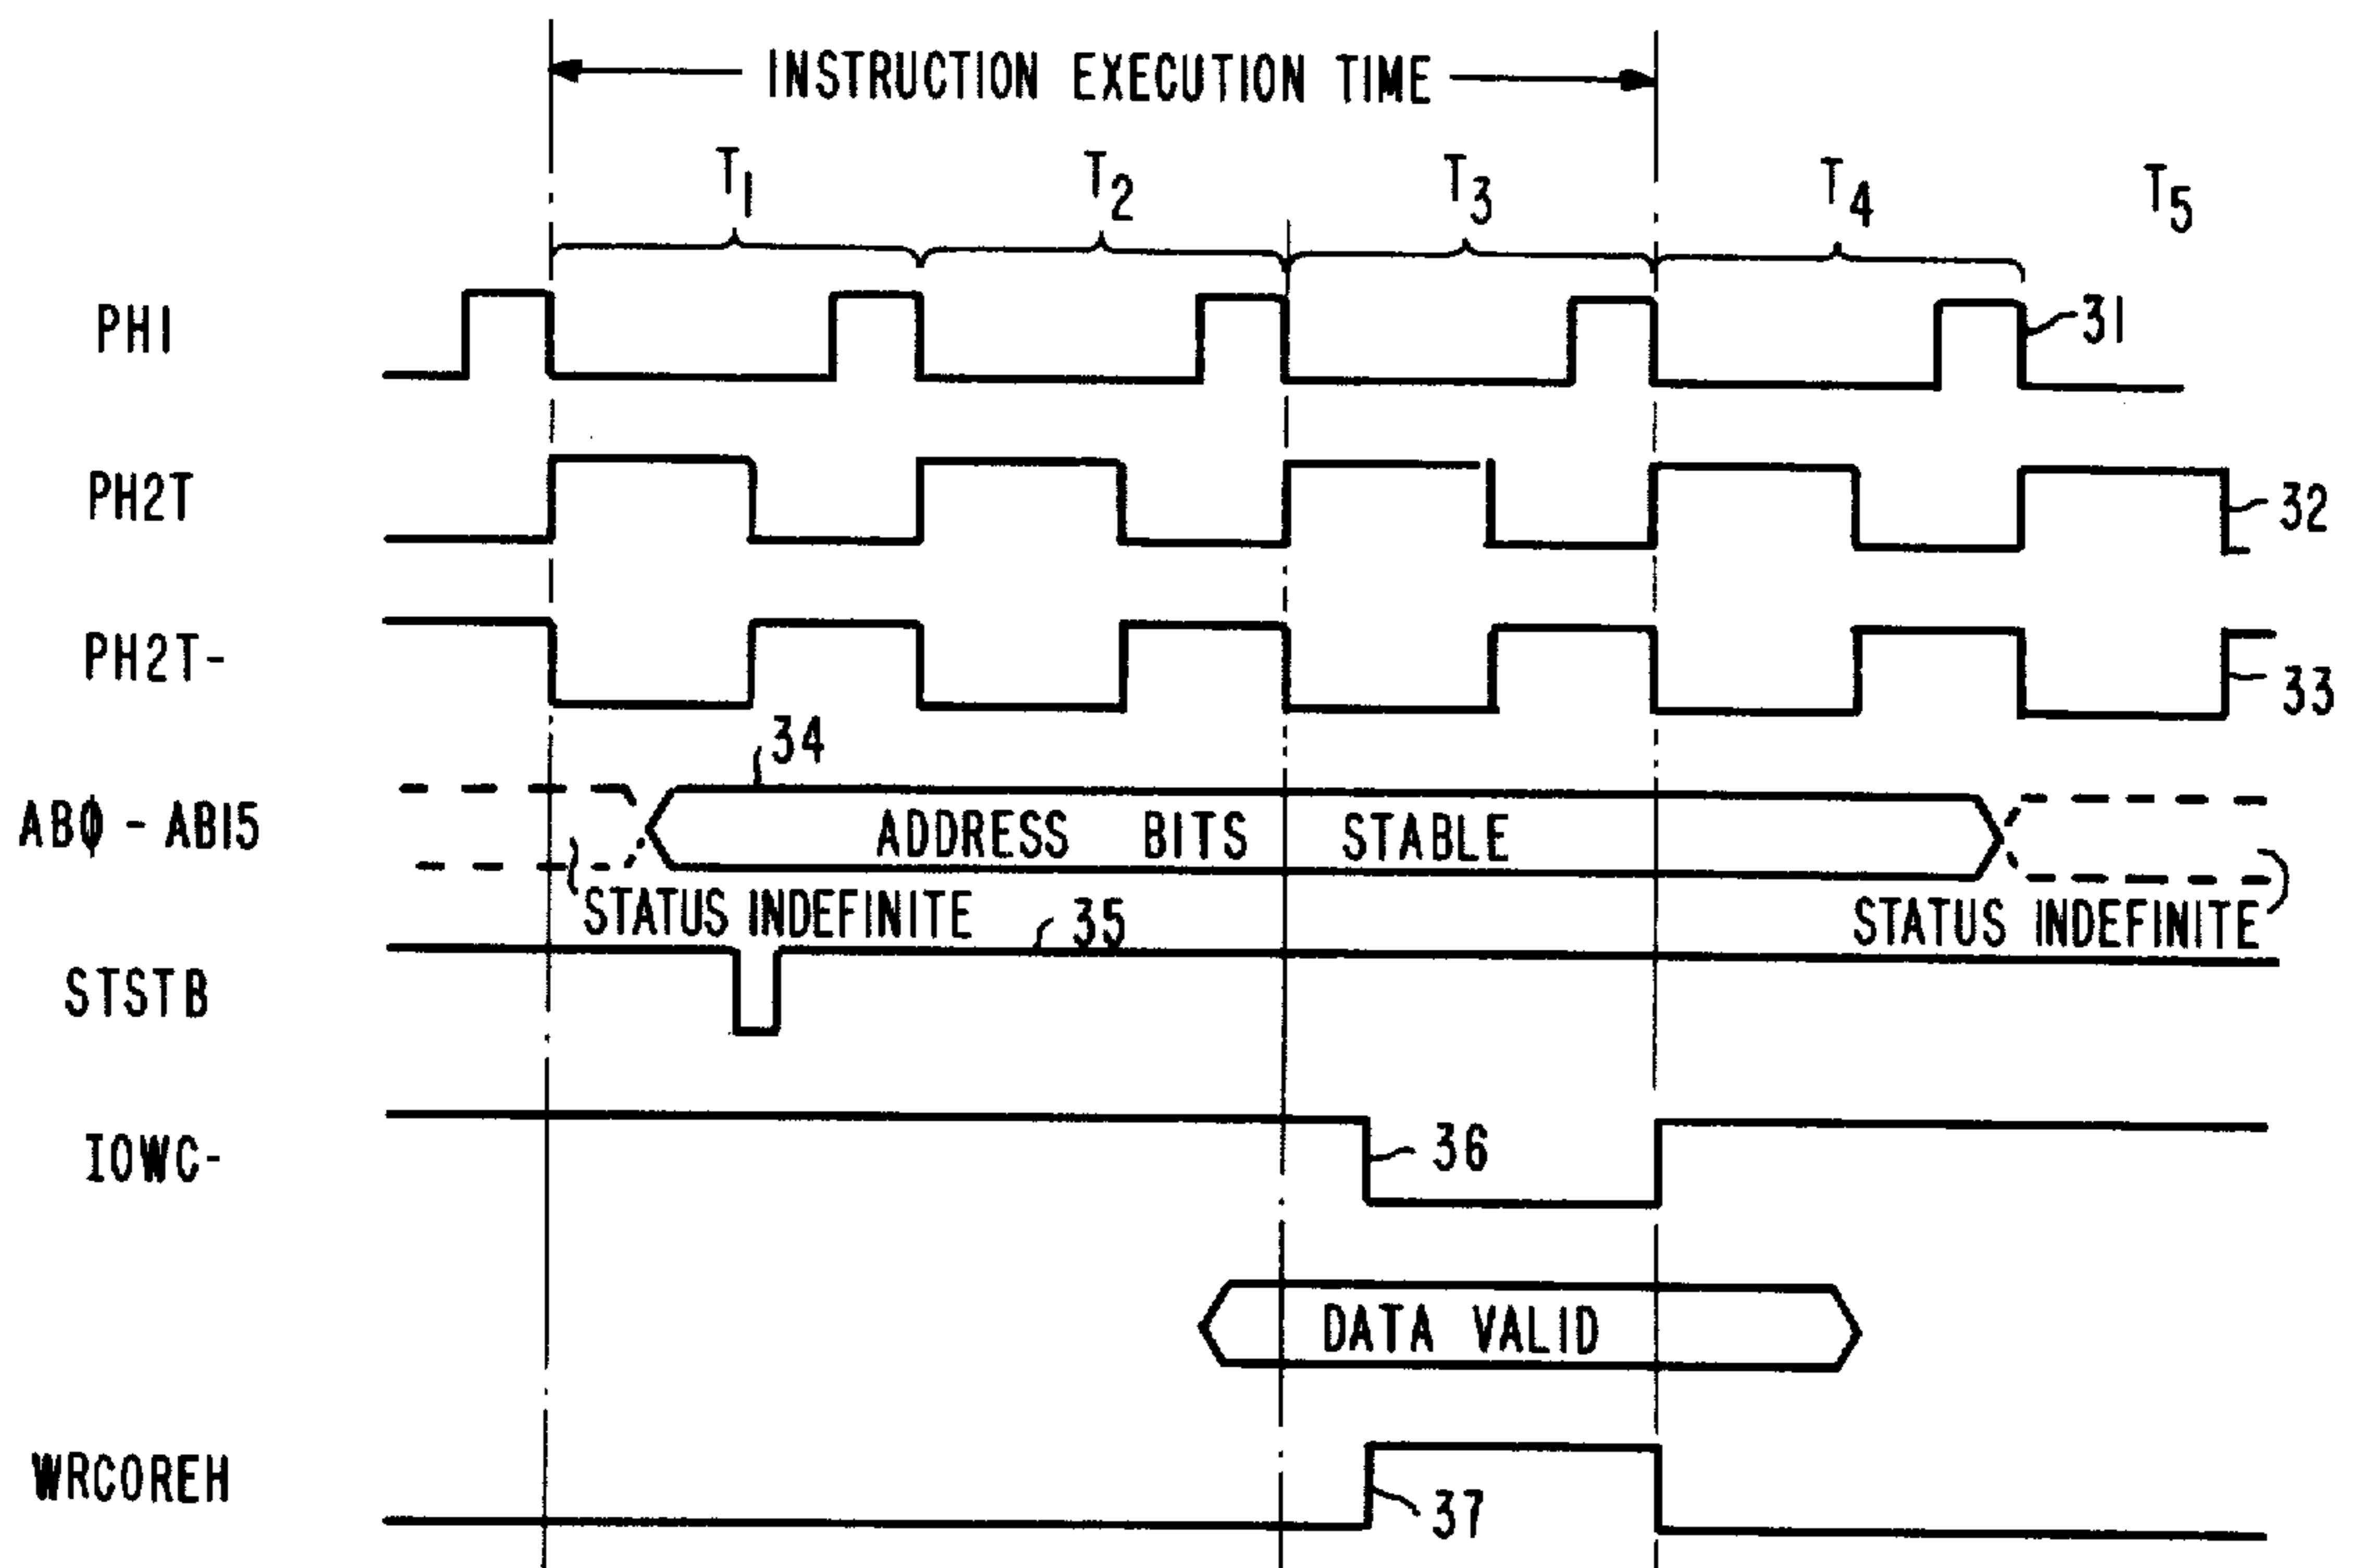 INSTRUCTION EXECUTION TIME
T1 T2 T3 T4 T5
PH1 31
PH2T 32
PH2T- 33
34
ABϕ - AB15 ADDRESS BITS STABLE
STATUS INDEFINITE 35 STATUS INDEFINITE
STSTB
IOWC- 36
DATA VALID
WRCOREH 37